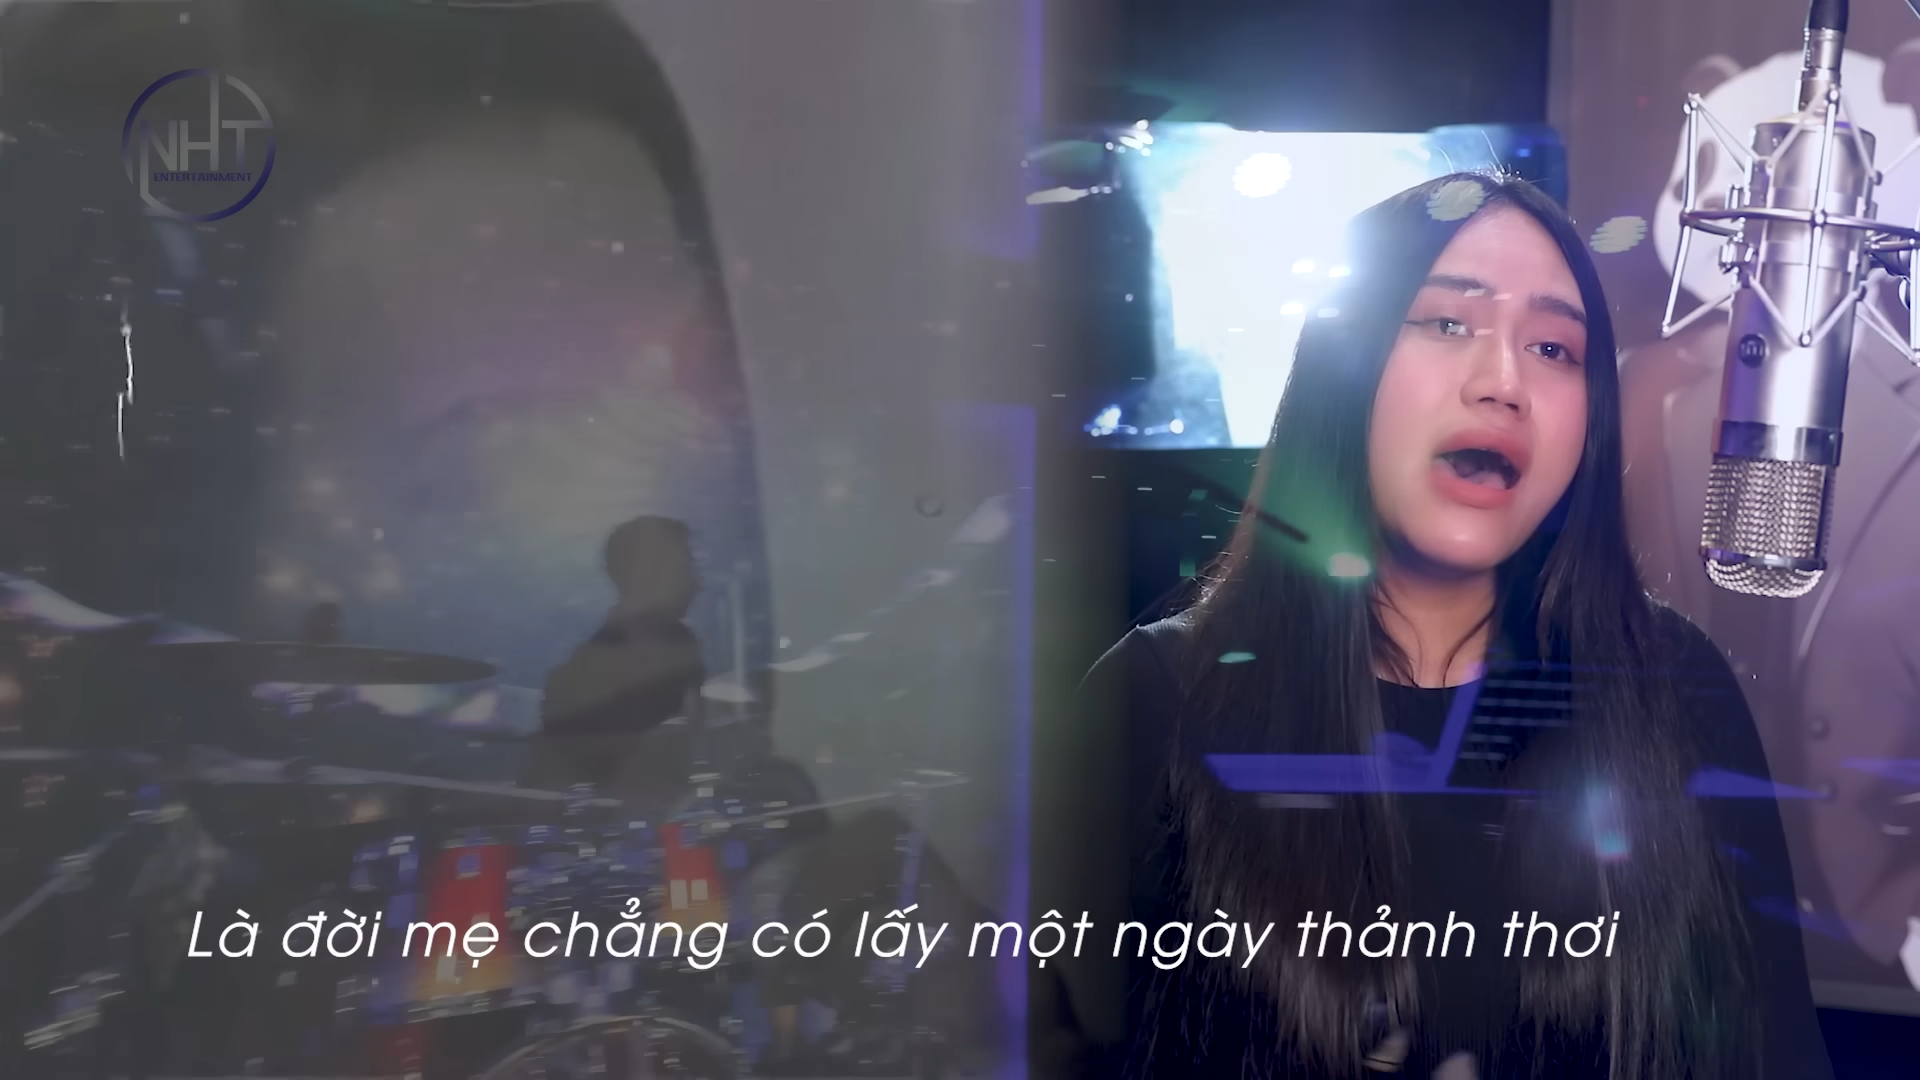 NHT
ENTERTAINMENT
Là đời mẹ chẳng có lấy một ngày thảnh thơi